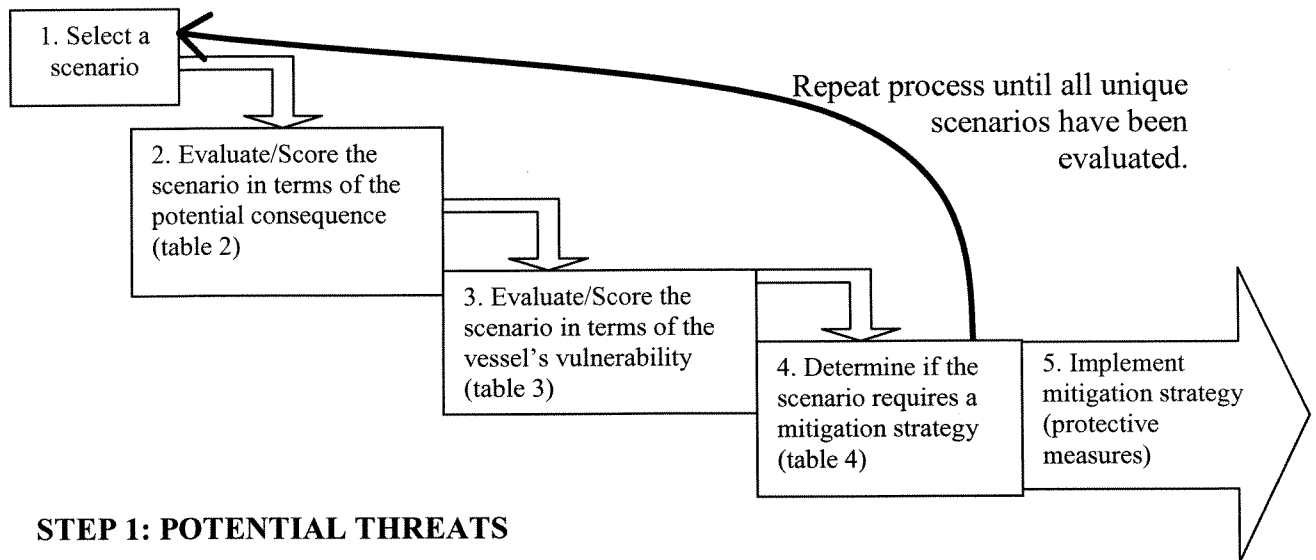 1. Select a
scenario
Repeat process until all unique
scenarios have been
evaluated.
2. Evaluate/Score the
scenario in terms of the
potential consequence
(table 2)
3. Evaluate/Score the
scenario in terms of the
vessel's vulnerability
(table 3)
4. Determine if the
scenario requires a
mitigation strategy
(table 4)
5. Implement
mitigation strategy
(protective
measures)
STEP 1: POTENTIAL THREATS